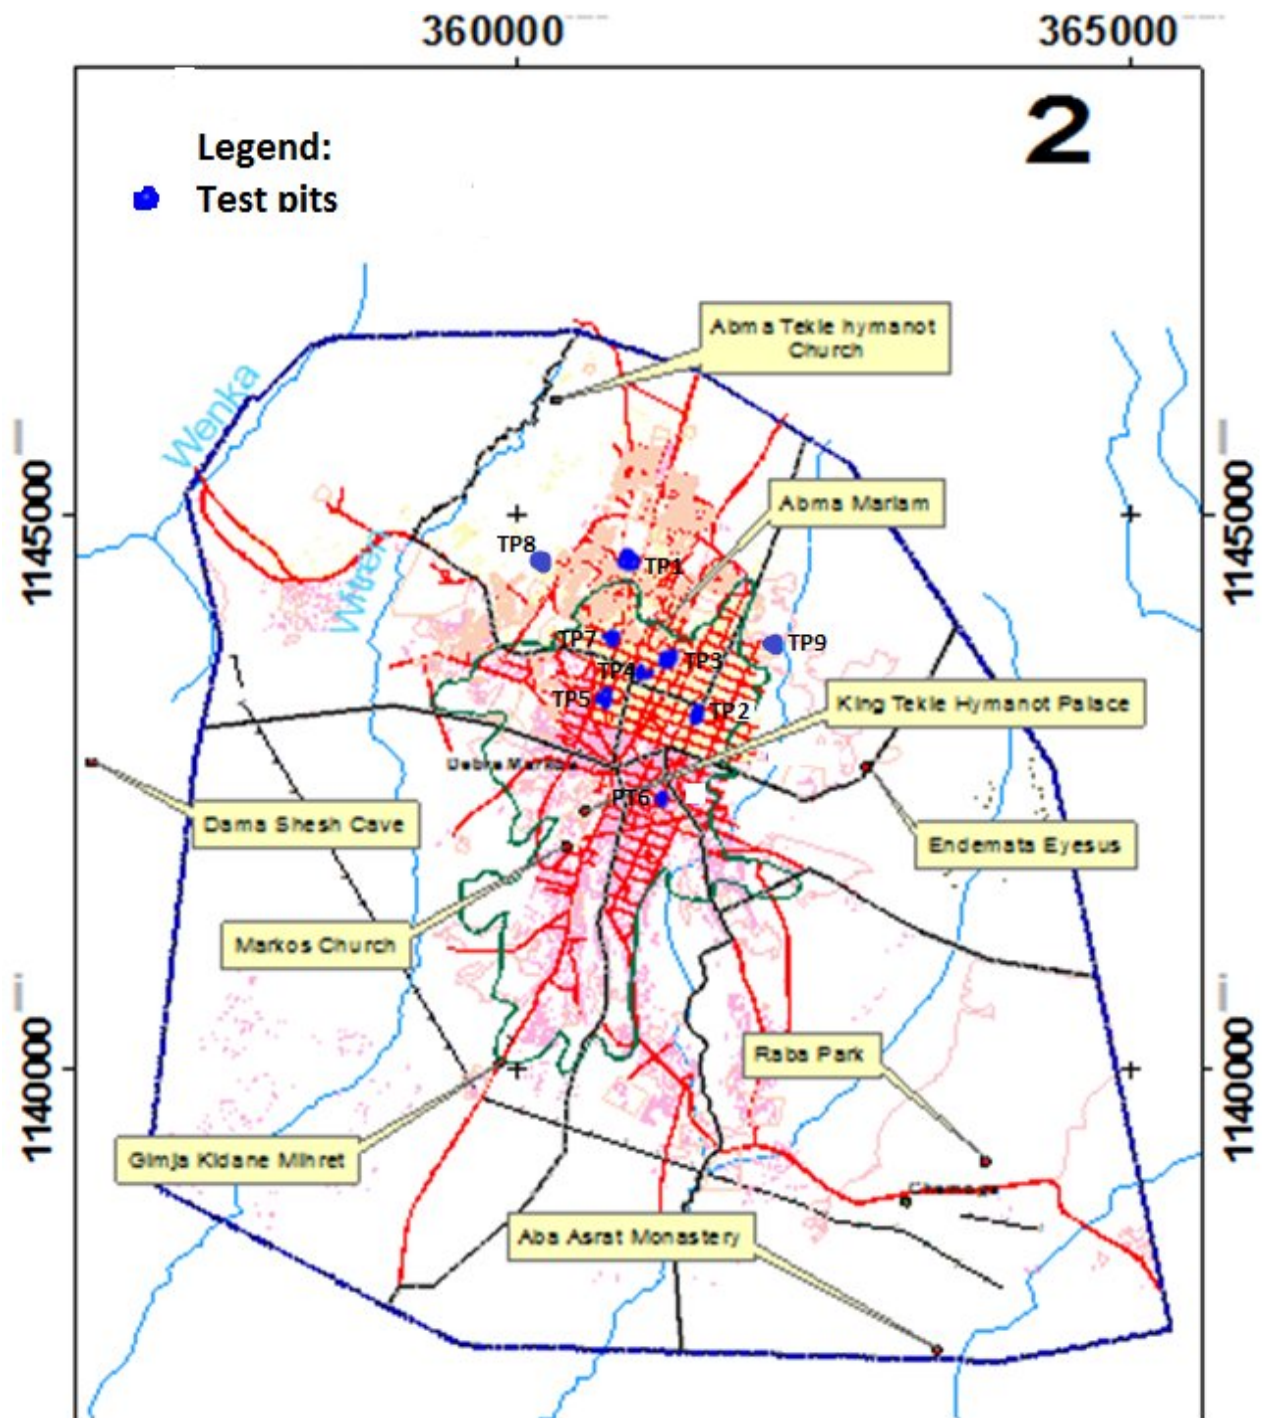 360000
365000
2
Legend:
Test pits
Abma Tekle hymanot
Church
Wenka
1145000
1145000
Abma Mariam
TP8
TP1
TP7
TP3
TP9
TP4
TP5
TP2
King Tekle Hymanot Palace
Debre Markos
PT6
Dama Shesh Cave
Endemata Eyesus
Markos Church
1140000
1140000
Raba Park
Gimja Kidane Mihret
Chemoga
Aba Asrat Monastery